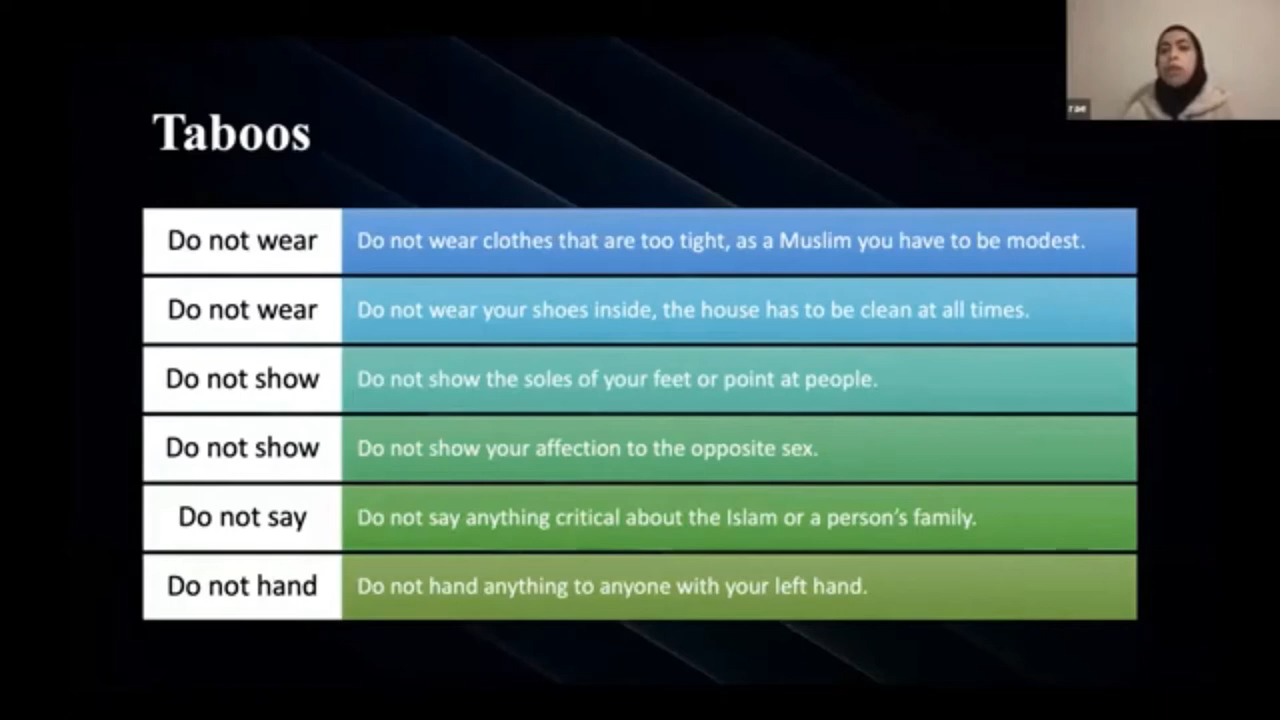 Taboos
Do not wear
Do not wear clothes that are too tight, as a Muslim you have to be modest.
Do not wear
Do not wear your shoes inside, the house has to be clean at all times.
Do not show
Do not show the soles of your feet or point at people.
Do not show
Do not show your affection to the opposite sex.
Do not say
Do not say anything critical about the Islam or a person’s family.
Do not hand
Do not hand anything to anyone with your left hand.